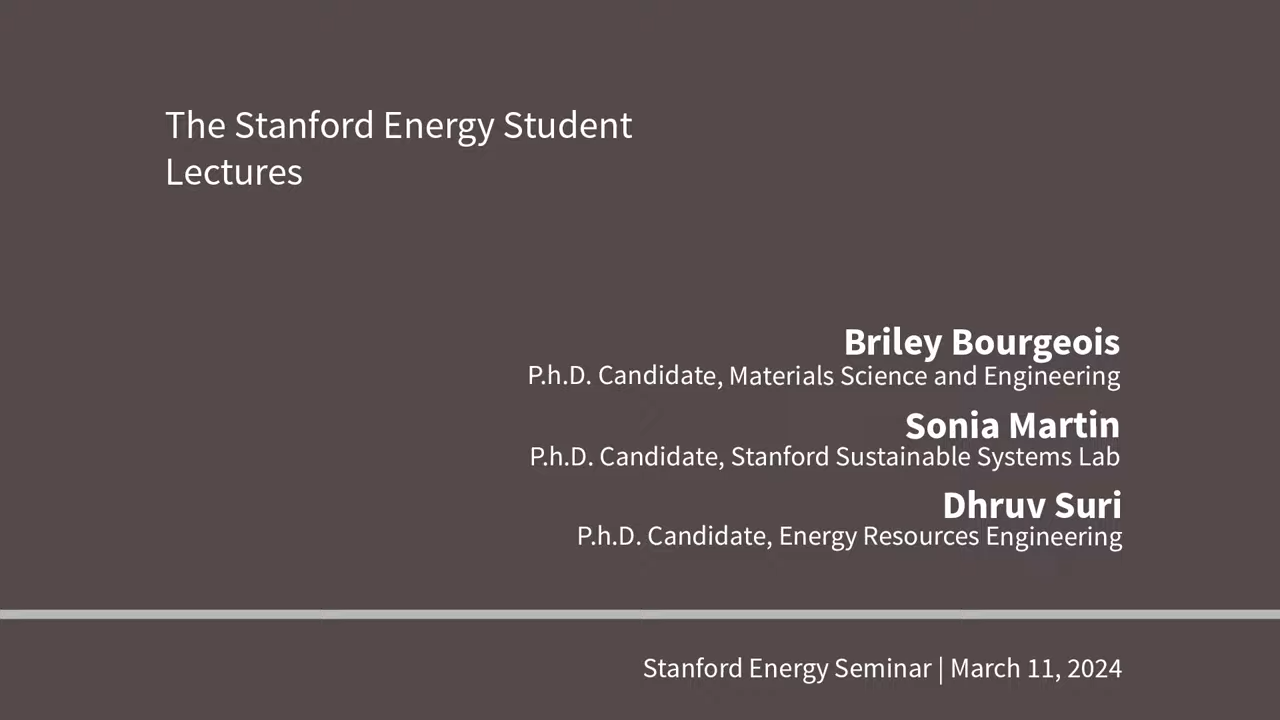 The Stanford Energy Student
Lectures
Briley Bourgeois
P.h.D. Candidate, Materials Science and Engineering
Sonia Martin
P.h.D. Candidate, Stanford Sustainable Systems Lab
Dhruv Suri
P.h.D. Candidate, Energy Resources Engineering
Stanford Energy Seminar | March 11, 2024